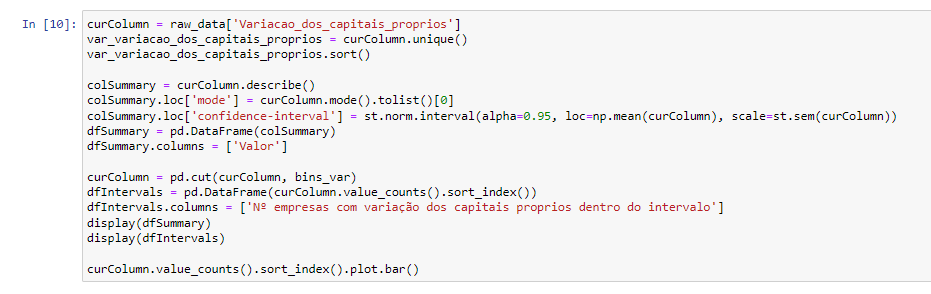 In [10]: curColumn = raw_data['Variacao_dos_capitais_proprios']
var_variacao_dos_capitais_proprios = curColumn.unique()
var_variacao_dos_capitais_proprios.sort()
colSummary = curColumn.describe()
colSummary.loc['mode'] = curColumn.mode().tolist()[0]
colSummary.loc['confidence-interval'] = st.norm.interval(alpha=0.95, loc=np.mean(curColumn), scale=st.sem(curColumn))
dfSummary = pd.DataFrame(colSummary)
dfSummary.columns = ['Valor']
curColumn = pd.cut(curColumn, bins_var)
dfIntervals = pd.DataFrame(curColumn.value_counts().sort_index())
dfIntervals.columns = ['Nº empresas com variação dos capitais proprios dentro do intervalo']
display(dfSummary)
display(dfIntervals)
curColumn.value_counts().sort_index().plot.bar()